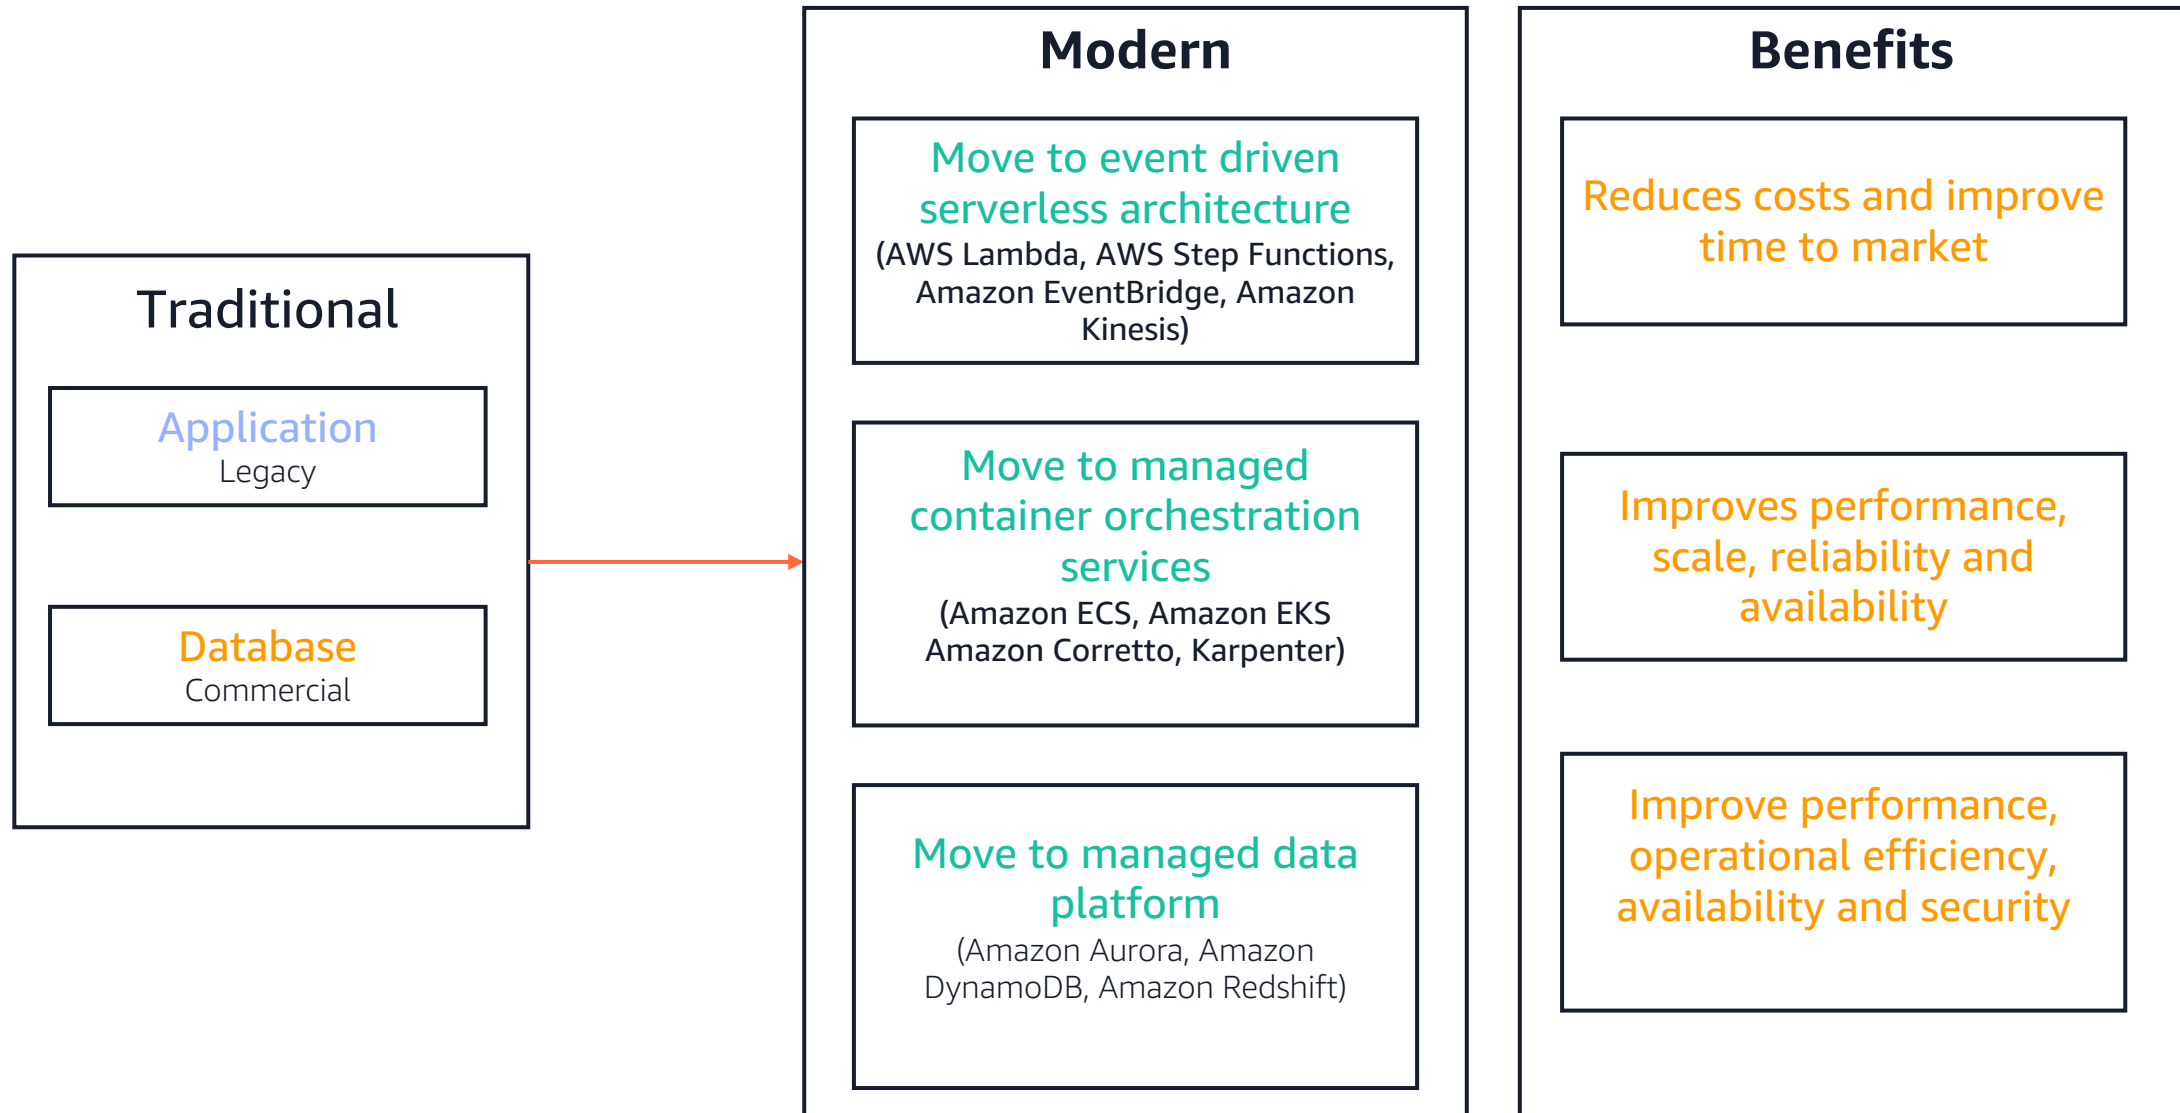 Traditional
Application
Legacy
Database
Commercial
Modern
Move to event driven
serverless architecture
(AWS Lambda, AWS Step Functions,
Amazon EventBridge, Amazon
Kinesis)
Move to managed
container orchestration
services
(Amazon ECS, Amazon EKS
Amazon Corretto, Karpenter)
Move to managed data
platform
(Amazon Aurora, Amazon
DynamoDB, Amazon Redshift)
Benefits
Reduces costs and improve
time to market
Improves performance,
scale, reliability and
availability
Improve performance,
operational efficiency,
availability and security